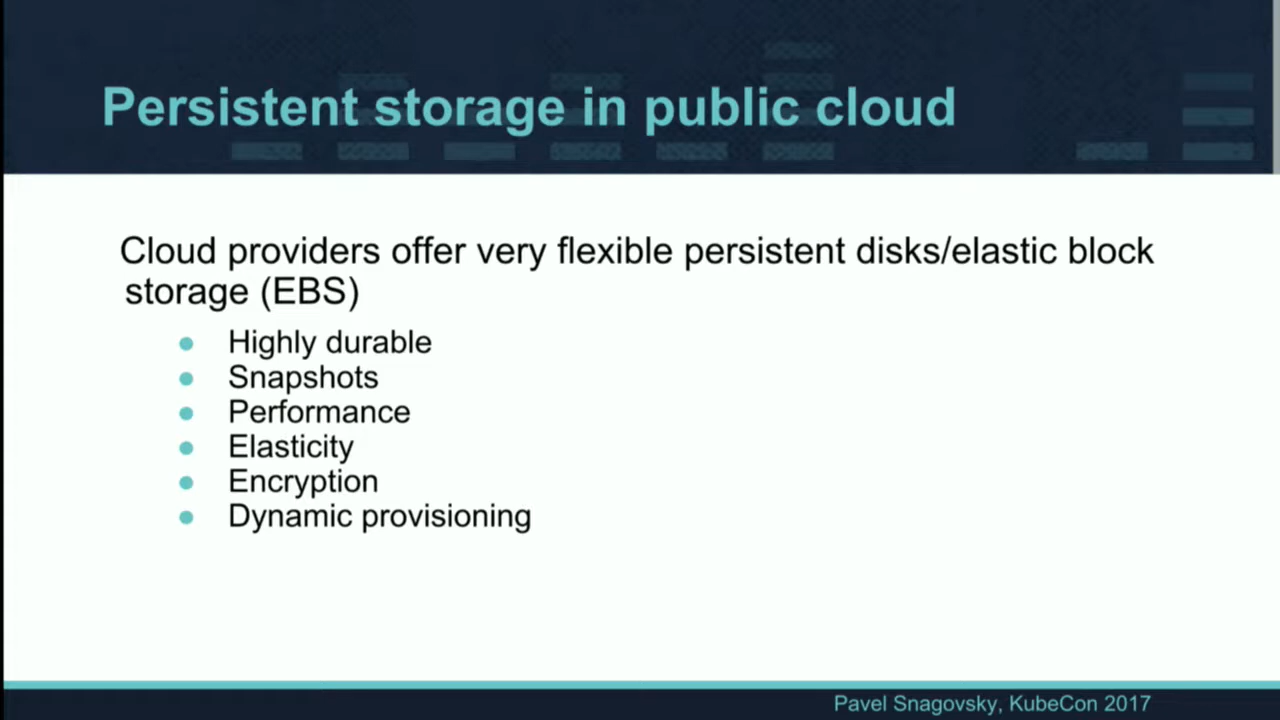 Persistent storage in public cloud
Cloud providers offer very flexible persistent disks/elastic block
storage (EBS)
● Highly durable
● Snapshots
● Performance
● Elasticity
● Encryption
● Dynamic provisioning
Pavel Snagovsky, KubeCon 2017